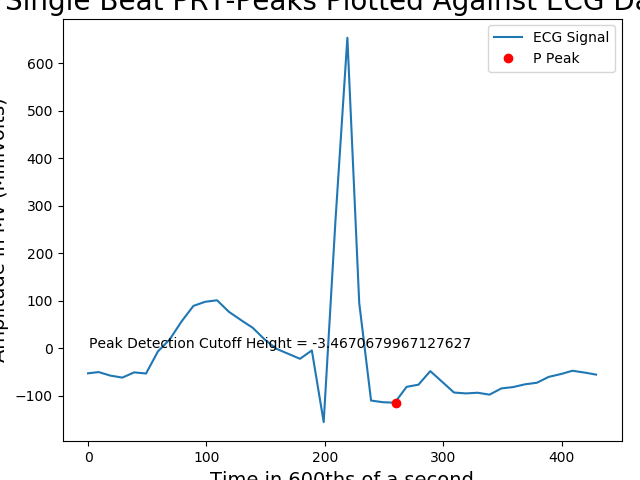 Single Beat PRT-Peaks Plotted Against ECG Da
ECG Signal
P Peak
600
500
400
300
200
100
0
−100
Amplitude in MV (Millivolts)
Peak Detection Cutoff Height = -3.4670679967127627
0 100 200 300 400
Time in 600ths of a second